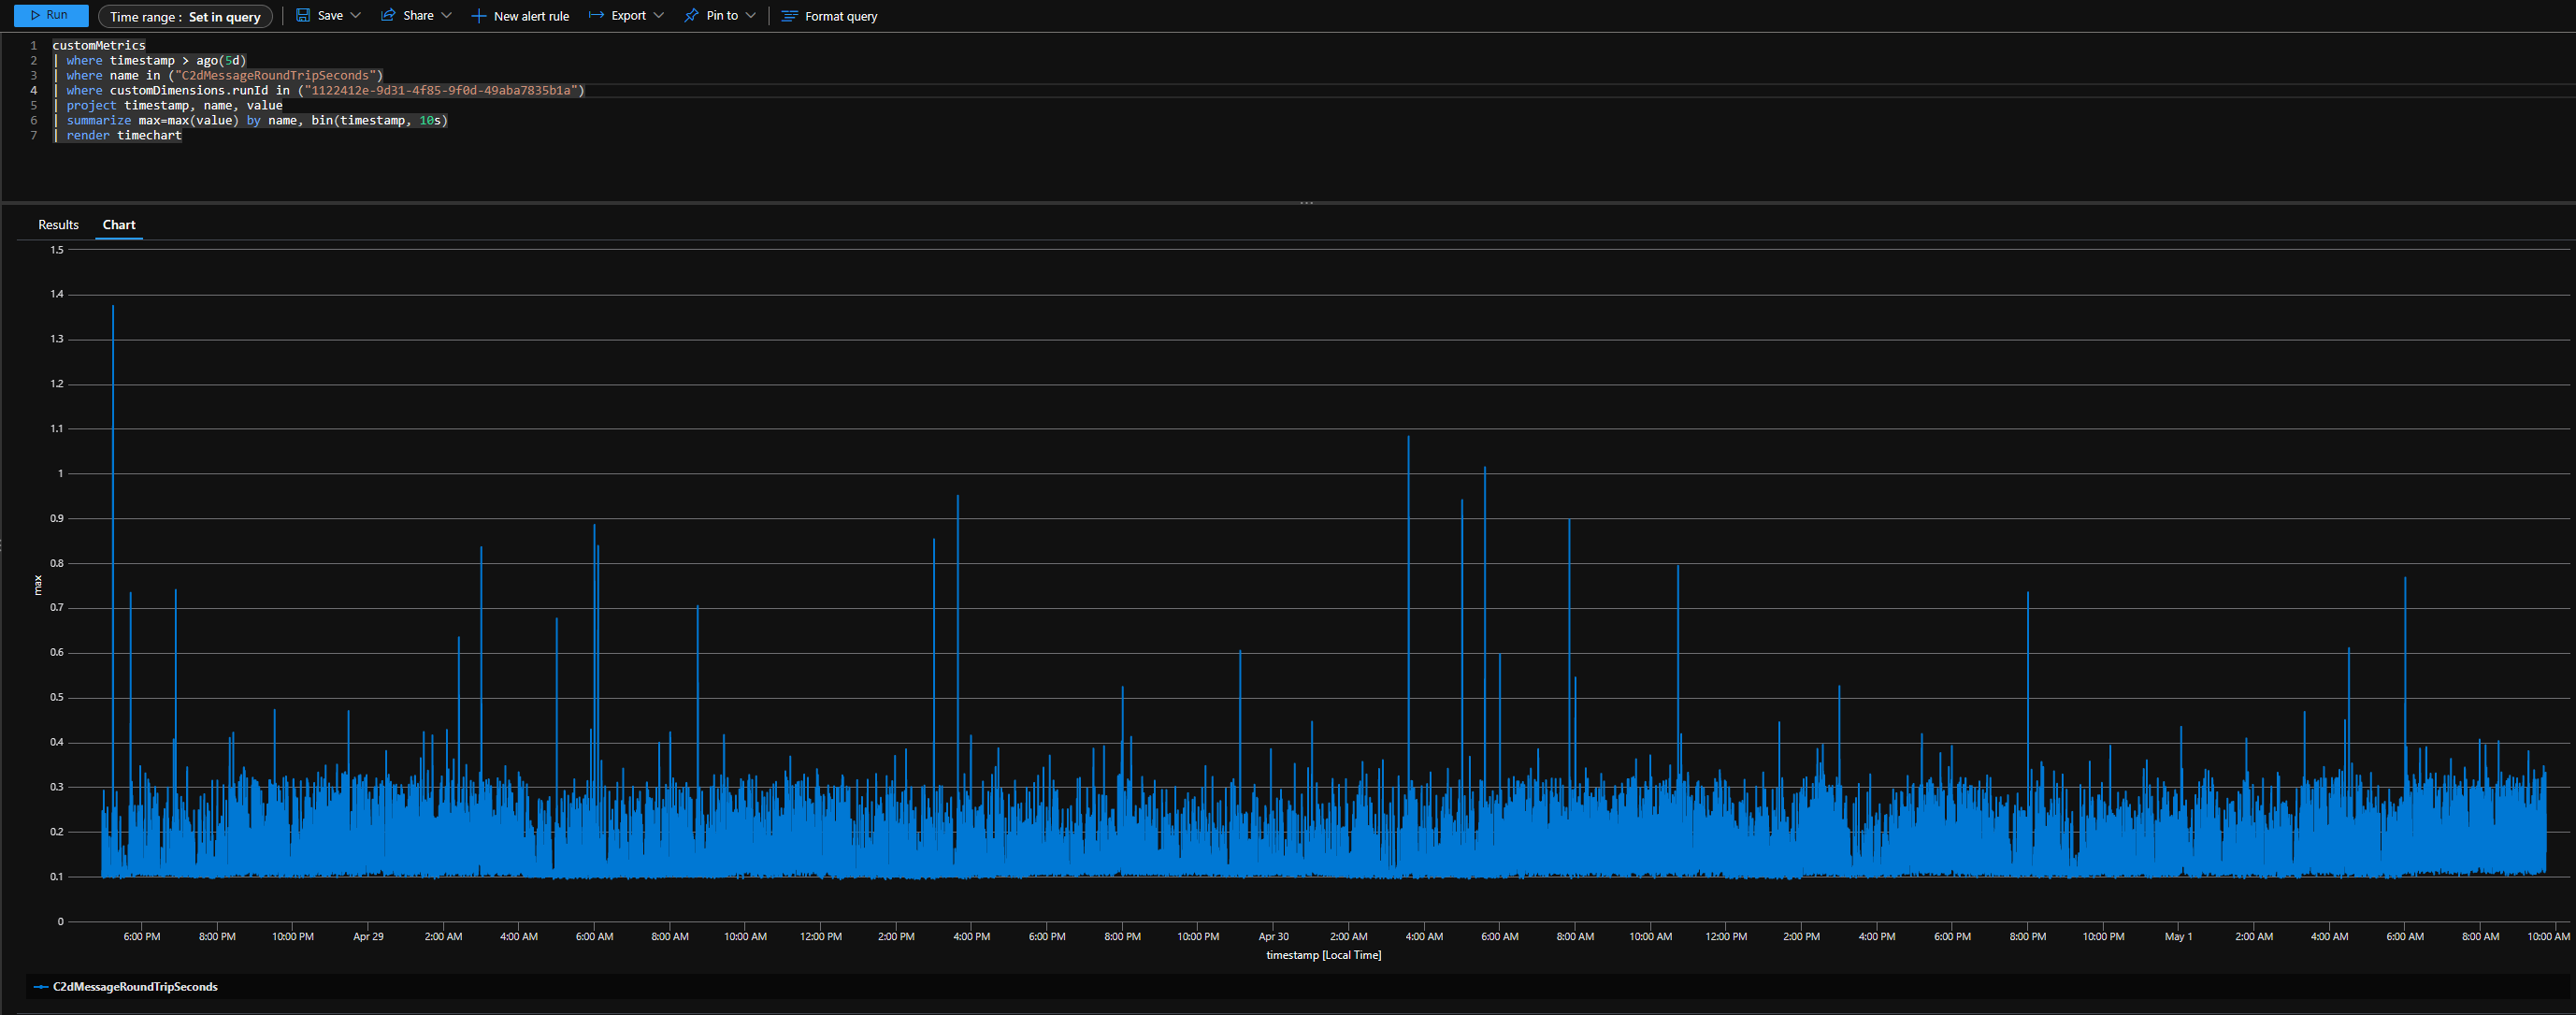 Run Time range : Set in query Save Share New alert rule Export Pin to Format query
1 customMetrics
2 | where timestamp > ago(5d)
3 | where name in ("C2dMessageRoundTripSeconds")
4 | where customDimensions.runId in ("1122412e-9d31-4f85-9f0d-49aba7835b1a")
5 | project timestamp, name, value
6 | summarize max=max(value) by name, bin(timestamp, 10s)
7 | render timechart
Results Chart
1.5
1.4
1.3
1.2
1.1
1
0.9
0.8
0.7
0.6
0.5
0.4
0.3
0.2
0.1
0
max
6:00 PM 8:00 PM 10:00 PM Apr 29 2:00 AM 4:00 AM 6:00 AM 8:00 AM 10:00 AM 12:00 PM 2:00 PM 4:00 PM 6:00 PM 8:00 PM 10:00 PM Apr 30 2:00 AM 4:00 AM 6:00 AM 8:00 AM 10:00 AM 12:00 PM 2:00 PM 4:00 PM 6:00 PM 8:00 PM 10:00 PM May 1 2:00 AM 4:00 AM 6:00 AM 8:00 AM 10:00 AM
timestamp [Local Time]
C2dMessageRoundTripSeconds